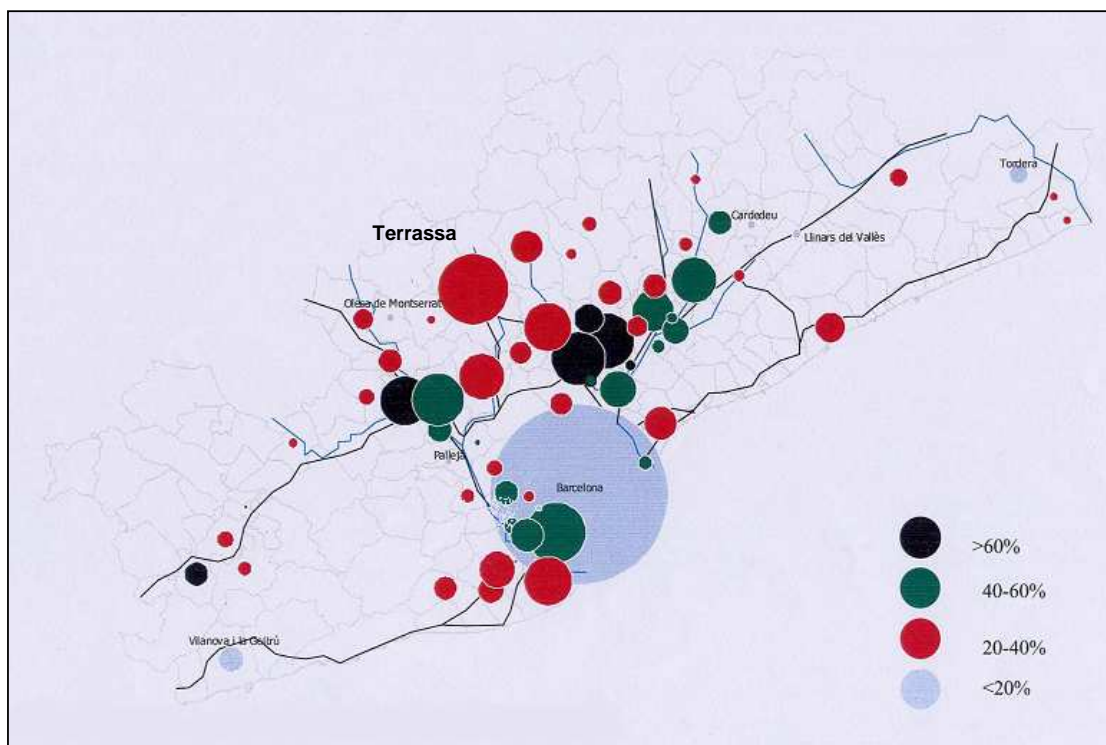 Tordera
Cardedeu
Terrassa
Llinars del Vallès
Olesa de Montserrat
Pallejà
Barcelona
>60%
40-60%
20-40%
Vilanova i la Geltrù
<20%